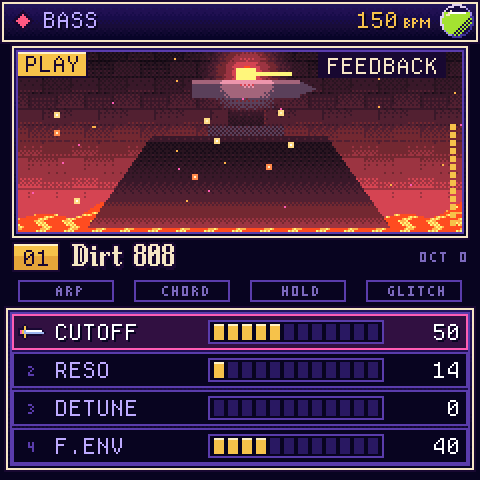 BASS
150 BPM
PLAY
FEEDBACK
01 Dirt 808
OCT 0
ARP
CHORD
HOLD
GLITCH
CUTOFF 50
2 RESO 14
3 DETUNE 0
4 F.ENV 40